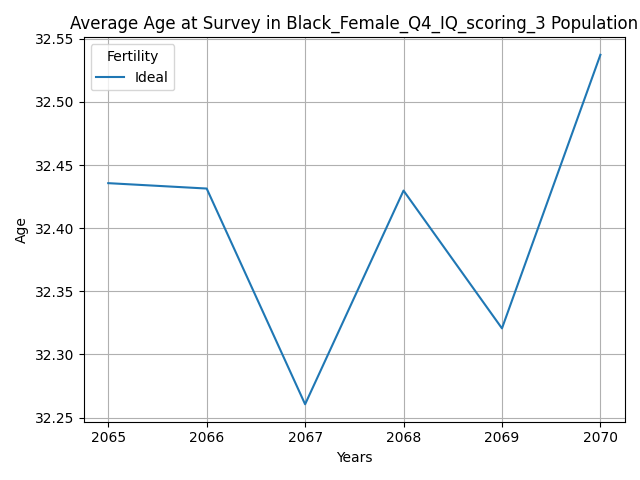 Average Age at Survey in Black_Female_Q4_IQ_scoring_3 Population
Fertility
Ideal
32.55
32.50
32.45
32.40
32.35
32.30
32.25
Age
2065 2066 2067 2068 2069 2070
Years